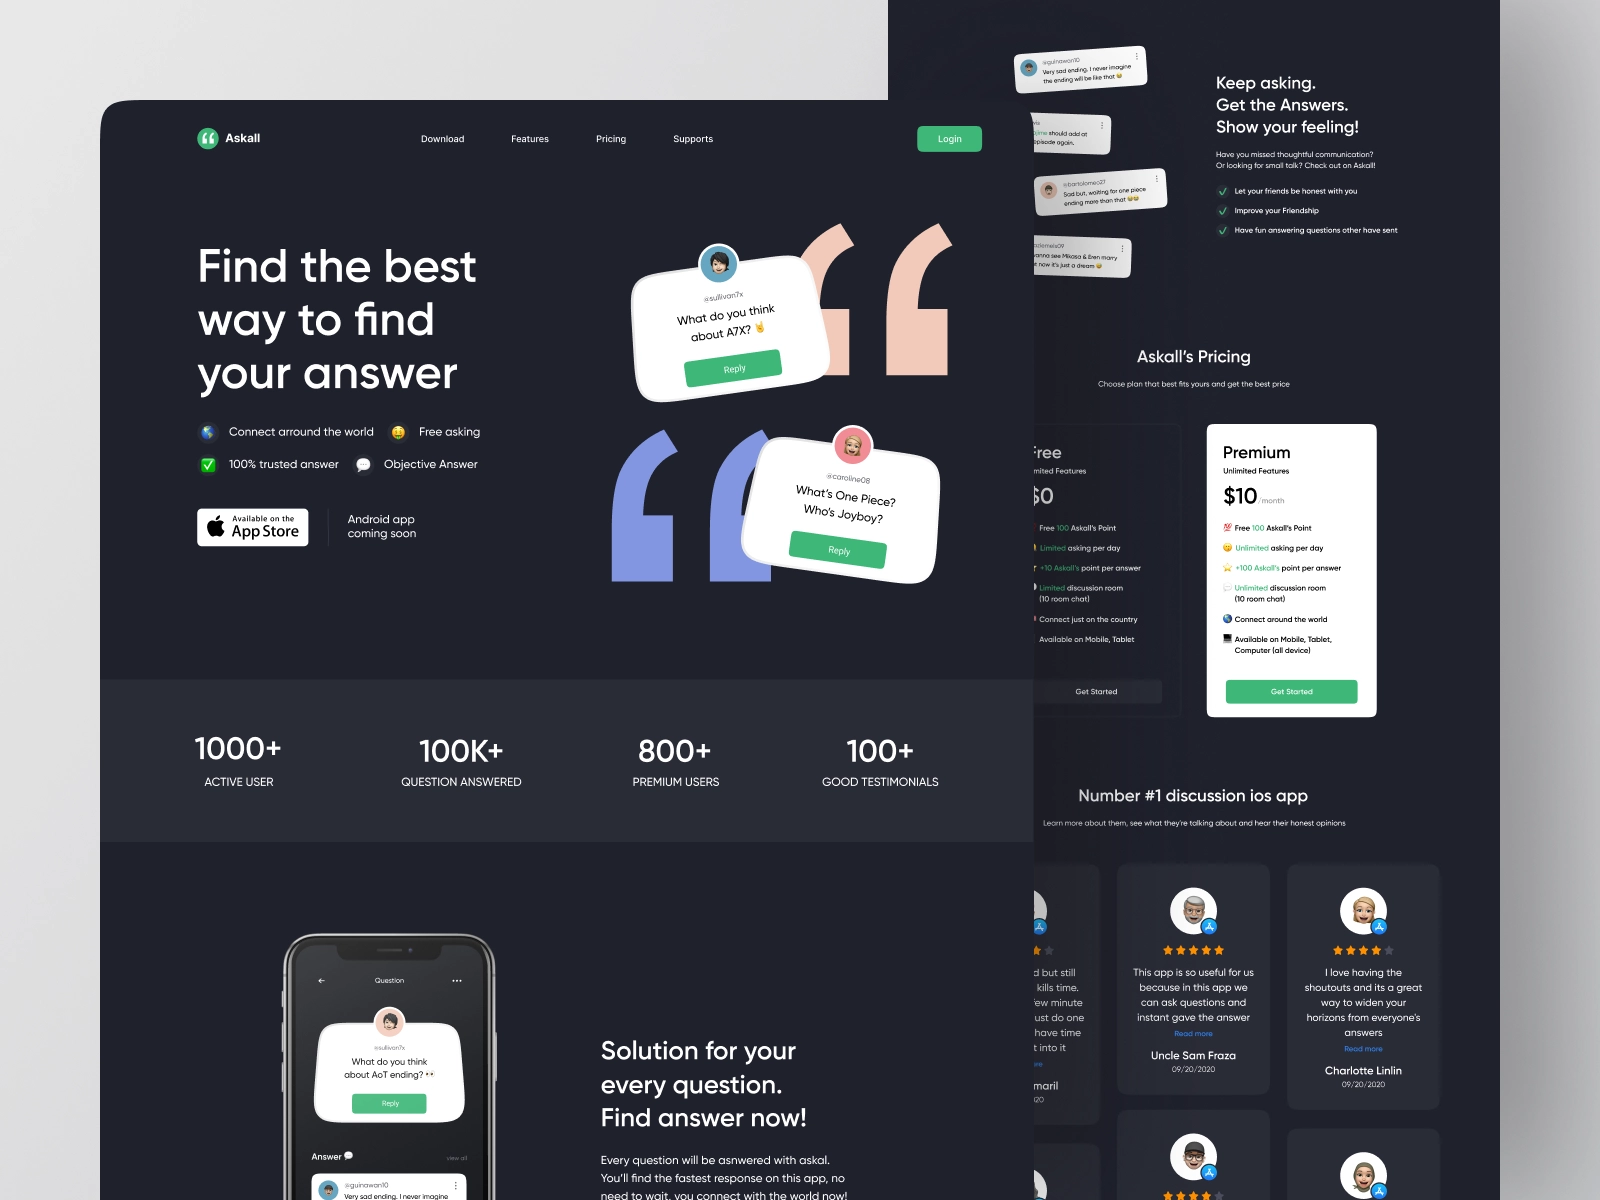 Askall
Download
Features
Pricing
Supports
Login
Find the best
way to find
your answer
Connect arround the world
Free asking
100% trusted answer
Objective Answer
Available on the
App Store
Android app
coming soon
@sullivan7x
What do you think
about A7X?
Reply
@caroline08
What's One Piece?
Who's Joyboy?
Reply
1000+
ACTIVE USER
100K+
QUESTION ANSWERED
800+
PREMIUM USERS
100+
GOOD TESTIMONIALS
Question
@sullivan7x
What do you think
about AoT ending?
Reply
Answer
view all
@guinawan10
Very sad ending. I never imagine
Solution for your
every question.
Find answer now!
Every question will be asnwered with askal.
You'll find the fastest response on this app, no
need to wait, you connect with the world now!
@guinawan10
Very sad ending. I never imagine
the ending will be like that
should add at
episode again.
@bartolomeo27
Sad but, waiting for one piece
ending more than that
ademeis09
wanna see Mikasa & Eren marry
now it's just a dream
Keep asking.
Get the Answers.
Show your feeling!
Have you missed thoughtful communication?
Or looking for small talk? Check out on Askall!
Let your friends be honest with you
Improve your Friendship
Have fun answering questions other have sent
Askall's Pricing
Choose plan that best fits yours and get the best price
Free
mited Features
$0
Free 100 Askall's Point
Limited asking per day
+10 Askall's point per answer
Limited discussion room
(10 room chat)
Connect just on the country
Available on Mobile, Tablet
Get Started
Premium
Unlimited Features
$10/month
Free 100 Askall's Point
Unlimited asking per day
+100 Askall's point per answer
Unlimited discussion room
(10 room chat)
Connect around the world
Available on Mobile, Tablet,
Computer (all device)
Get Started
Number #1 discussion ios app
Learn more about them, see what they're talking about and hear their honest opinions
d but still
kills time.
few minute
ust do one
have time
t into it
maril
20
This app is so useful for us
because in this app we
can ask questions and
instant gave the answer
Read more
Uncle Sam Fraza
09/20/2020
I love having the
shoutouts and its a great
way to widen your
horizons from everyone's
answers
Read more
Charlotte Linlin
09/20/2020